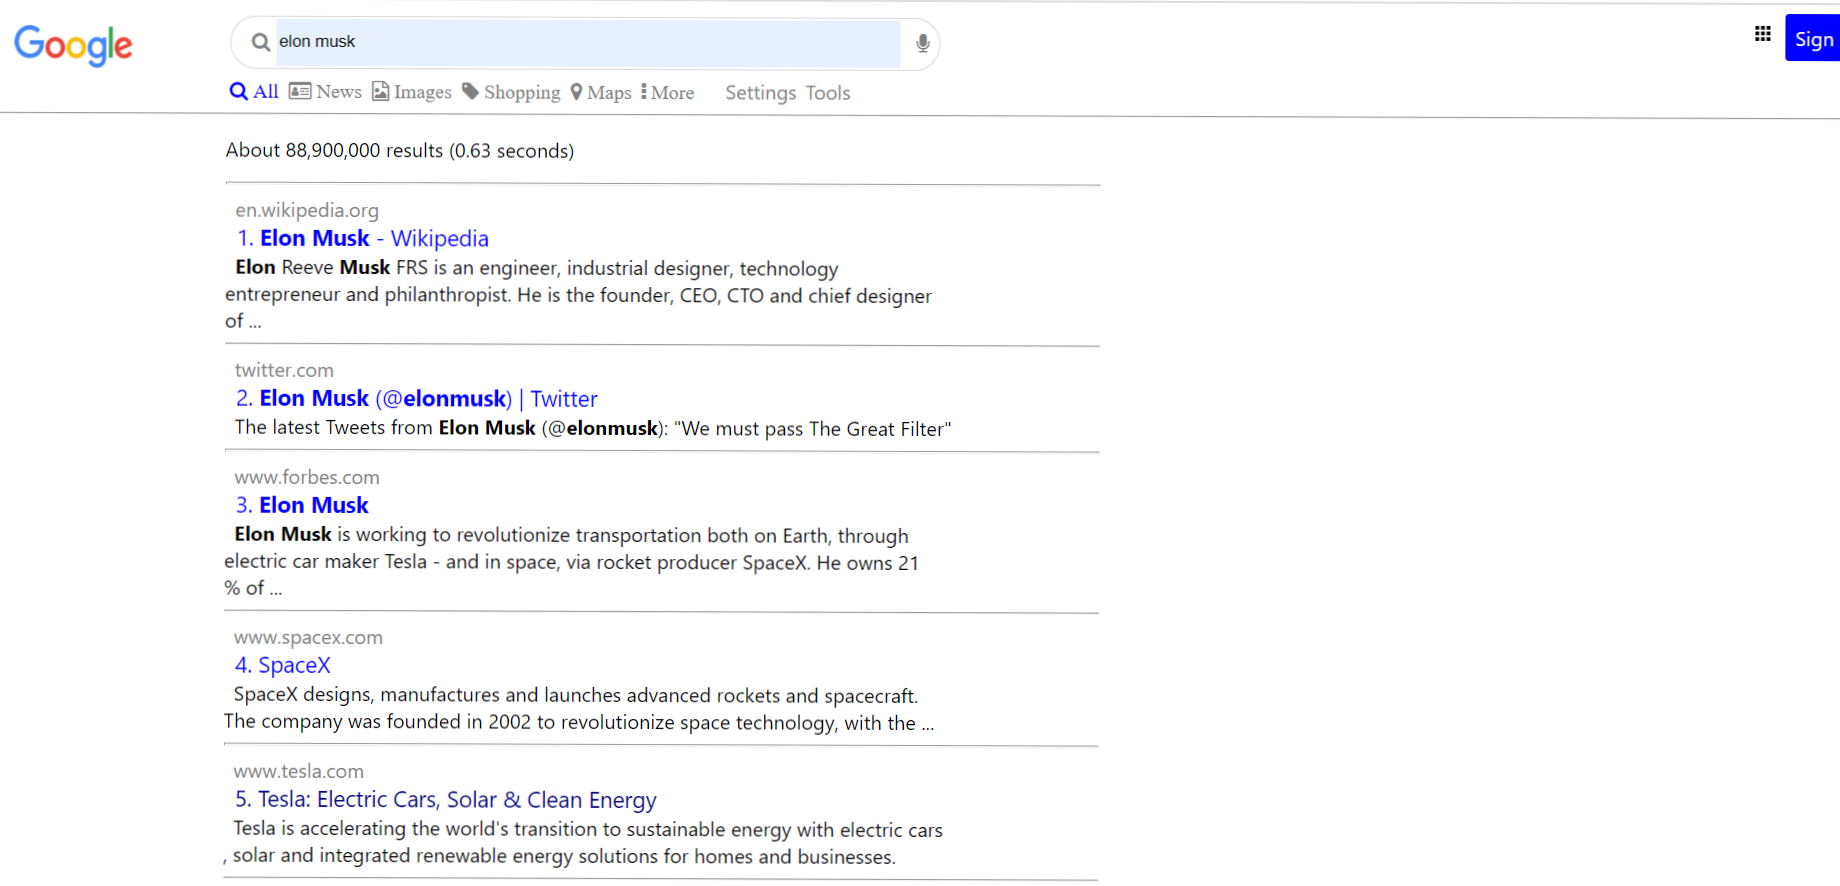 Google
elon musk
Sign
All News Images Shopping Maps More Settings Tools
About 88,900,000 results (0.63 seconds)
en.wikipedia.org
1. Elon Musk - Wikipedia
Elon Reeve Musk FRS is an engineer, industrial designer, technology
entrepreneur and philanthropist. He is the founder, CEO, CTO and chief designer
of ...
twitter.com
2. Elon Musk (@elonmusk) | Twitter
The latest Tweets from Elon Musk (@elonmusk): "We must pass The Great Filter"
www.forbes.com
3. Elon Musk
Elon Musk is working to revolutionize transportation both on Earth, through
electric car maker Tesla - and in space, via rocket producer SpaceX. He owns 21
% of ...
www.spacex.com
4. SpaceX
SpaceX designs, manufactures and launches advanced rockets and spacecraft.
The company was founded in 2002 to revolutionize space technology, with the ...
www.tesla.com
5. Tesla: Electric Cars, Solar & Clean Energy
Tesla is accelerating the world's transition to sustainable energy with electric cars
, solar and integrated renewable energy solutions for homes and businesses.